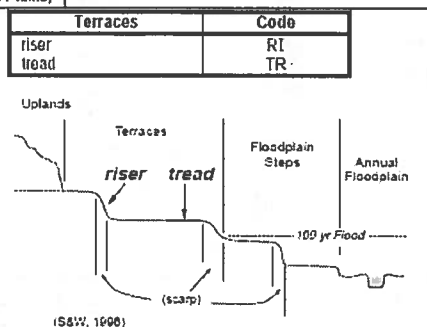 Terraces Code
riser RI
tread TR
Uplands
Terraces
Floodplain
Steps
Annual
Floodplain
riser tread
100 yr Flood
(scarp)
(S&W, 1996)